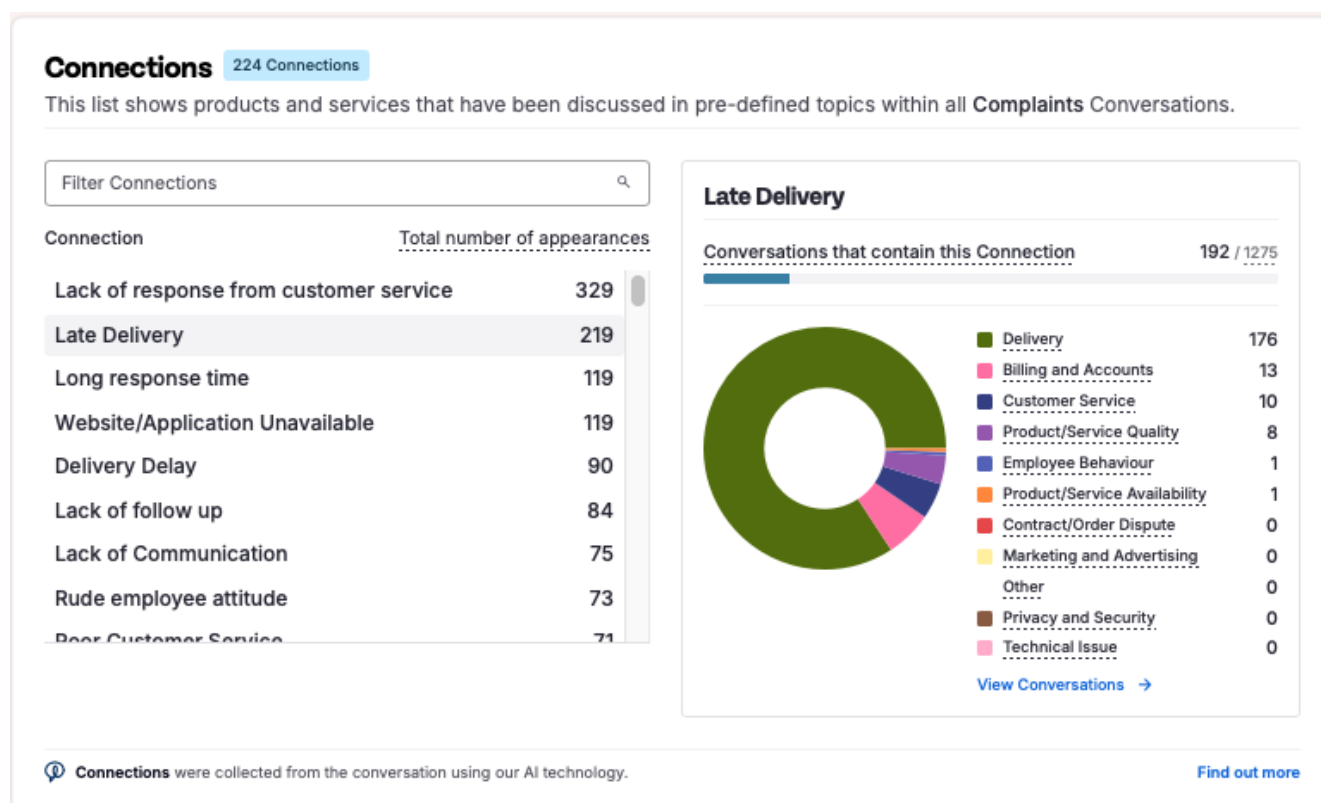 Connections 224 Connections
This list shows products and services that have been discussed in pre-defined topics within all Complaints Conversations.
Filter Connections
Connection Total number of appearances
Lack of response from customer service 329
Late Delivery 219
Long response time 119
Website/Application Unavailable 119
Delivery Delay 90
Lack of follow up 84
Lack of Communication 75
Rude employee attitude 73
Poor Customer Service 71
Late Delivery
Conversations that contain this Connection 192 / 1275
Delivery 176
Billing and Accounts 13
Customer Service 10
Product/Service Quality 8
Employee Behaviour 1
Product/Service Availability 1
Contract/Order Dispute 0
Marketing and Advertising 0
Other 0
Privacy and Security 0
Technical Issue 0
View Conversations →
Connections were collected from the conversation using our AI technology.
Find out more